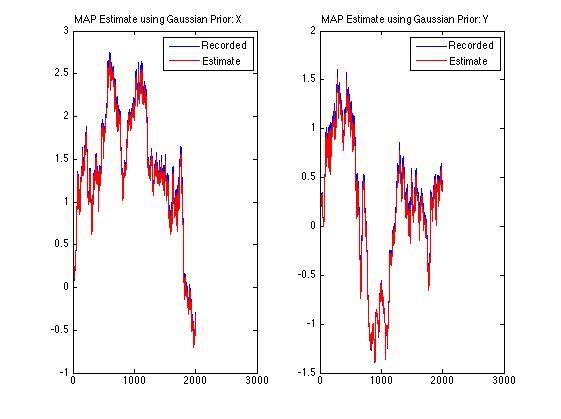 MAP Estimate using Gaussian Prior: X
3
2.5
2
1.5
1
0.5
0
-0.5
-1
0 1000 2000 3000
Recorded
Estimate
MAP Estimate using Gaussian Prior: Y
2
1.5
1
0.5
0
-0.5
-1
-1.5
0 1000 2000 3000
Recorded
Estimate